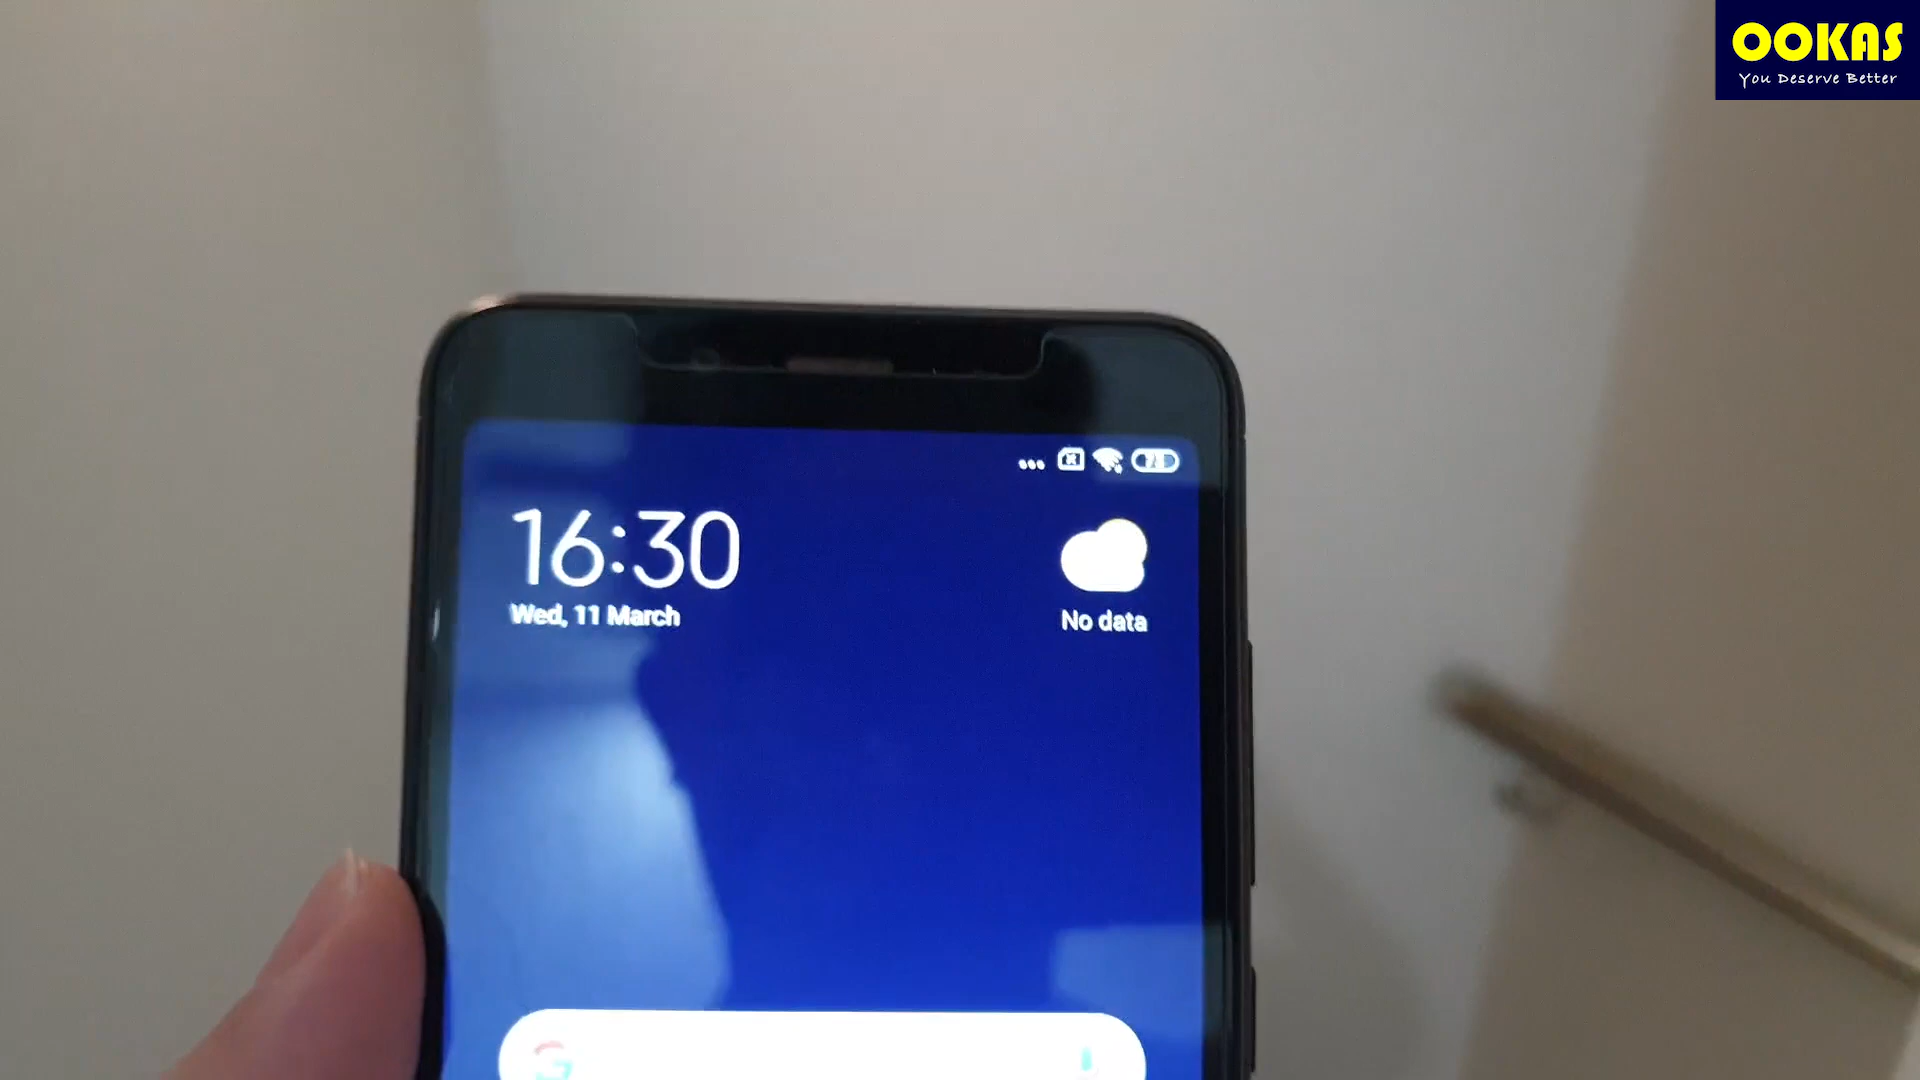 OOKAS
You Deserve Better
16:30
Wed, 11 March
No data